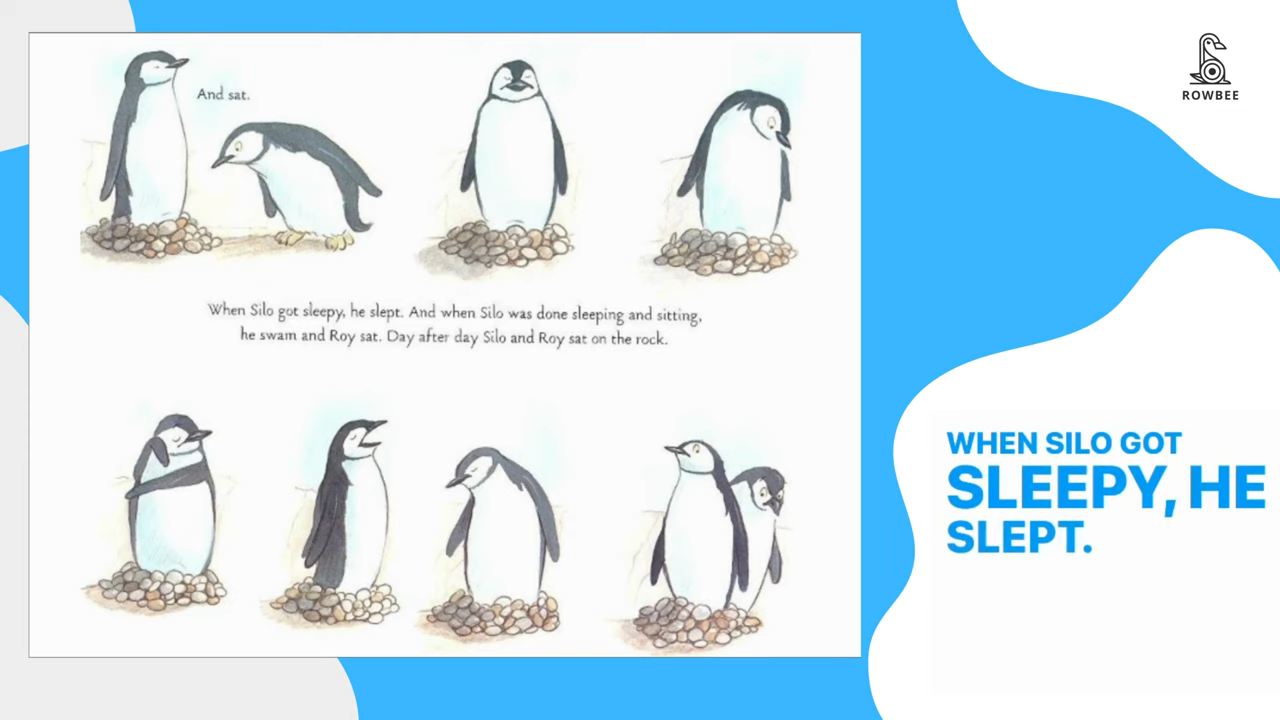 And sat.
When Silo got sleepy, he slept. And when Silo was done sleeping and sitting,
he swam and Roy sat. Day after day Silo and Roy sat on the rock.
ROWBEE
WHEN SILO GOT
SLEEPY, HE
SLEPT.